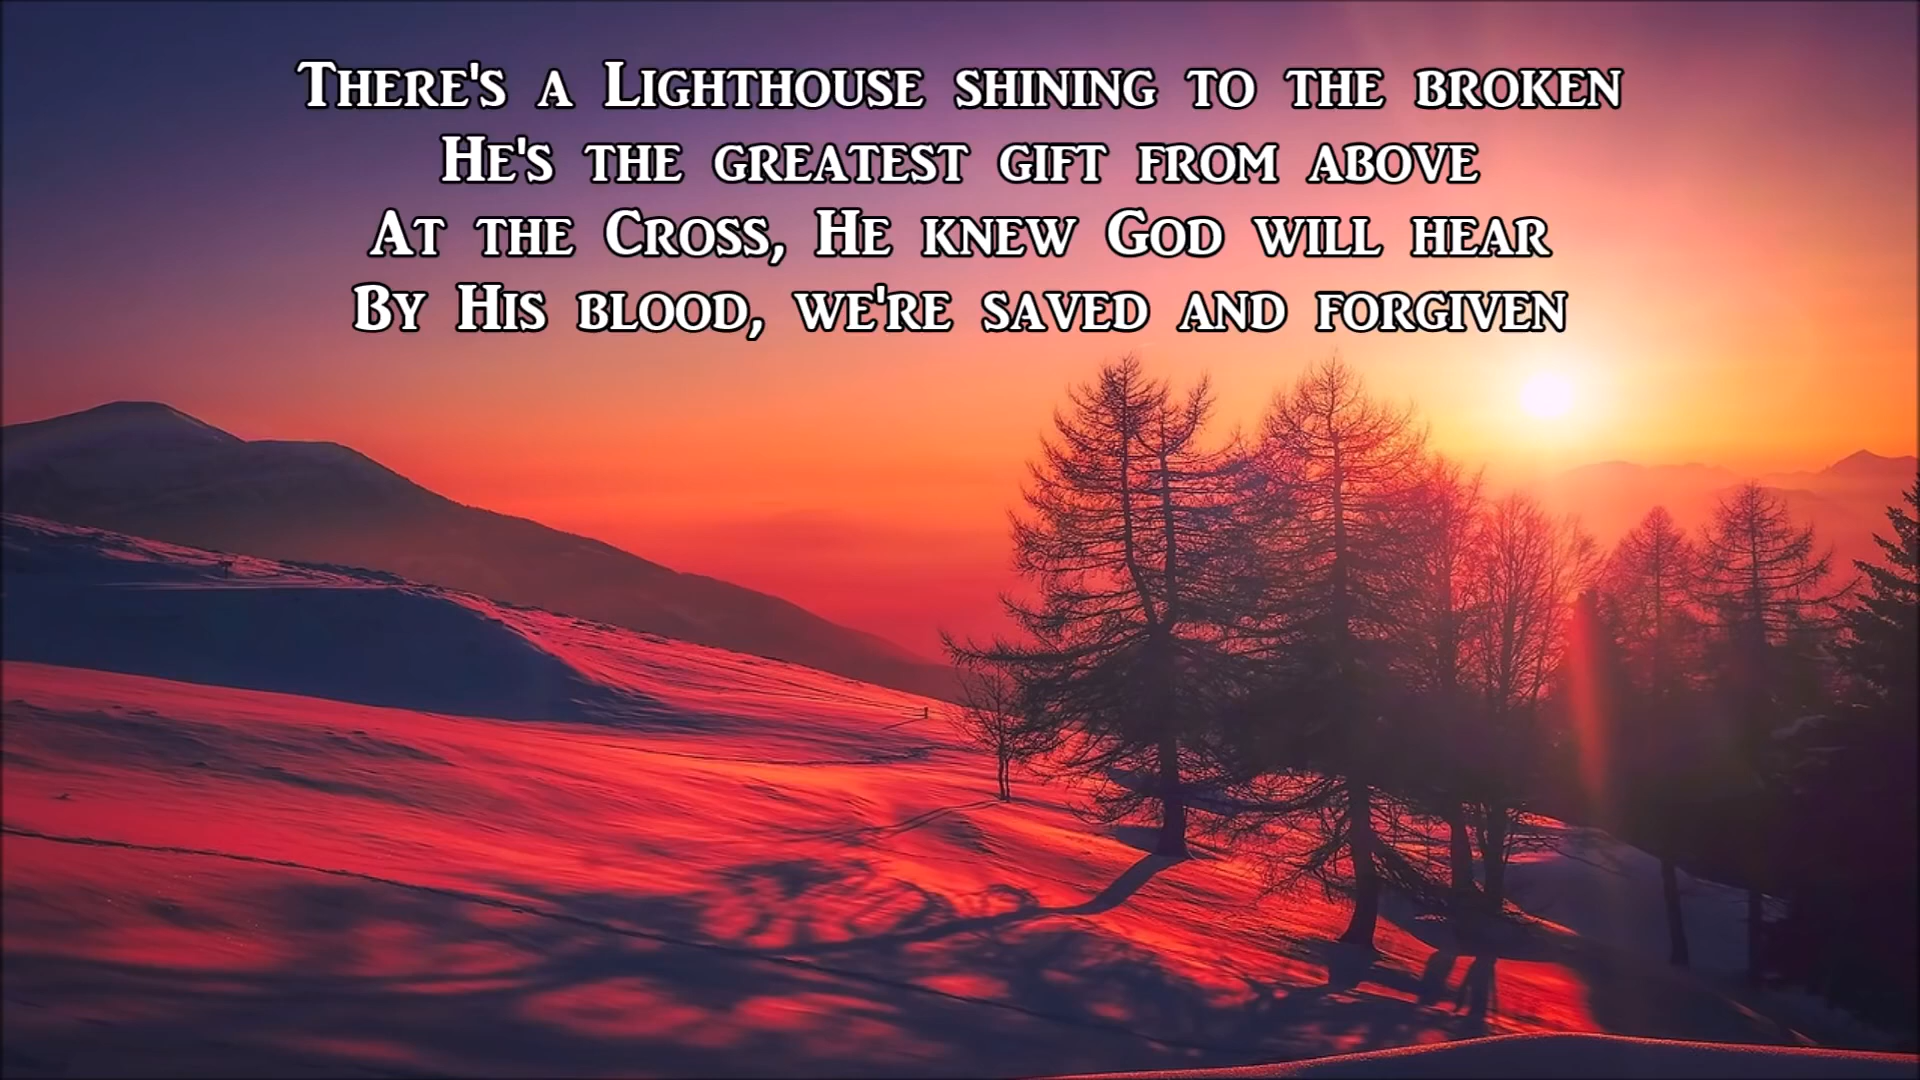 There's a Lighthouse shining to the broken
He's the greatest gift from above
At the Cross, He knew God will hear
By His blood, we're saved and forgiven